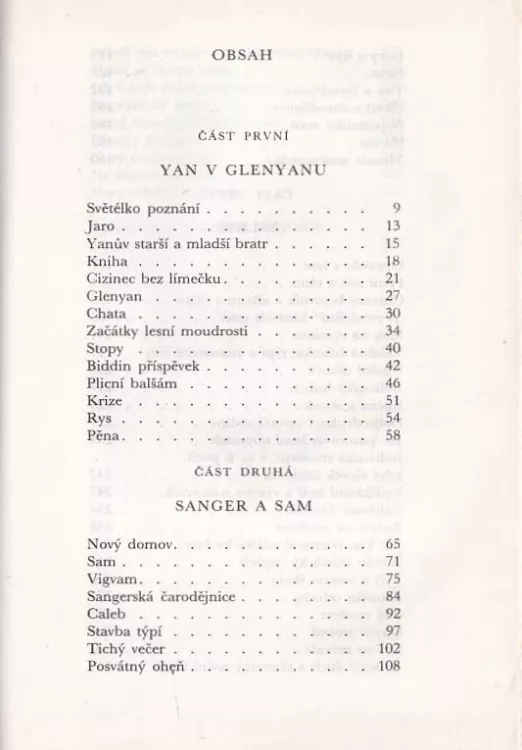 OBSAH
ČÁST PRVNÍ
YAN V GLENYANU
Světélko poznání . . . . . . . . . . 9
Jaro . . . . . . . . . . . . . . 13
Yanův starší a mladší bratr . . . . . . 15
Kniha . . . . . . . . . . . . . 18
Cizinec bez límečku . . . . . . . . . 21
Glenyan . . . . . . . . . . . . 27
Chata . . . . . . . . . . . . . 30
Začátky lesní moudrosti . . . . . . . 34
Stopy . . . . . . . . . . . . . 40
Biddin příspěvek . . . . . . . . . . 42
Plicní balšám . . . . . . . . . . . 46
Krize . . . . . . . . . . . . . 51
Rys . . . . . . . . . . . . . . 54
Pěna . . . . . . . . . . . . . . 58
ČÁST DRUHÁ
SANGER A SAM
Nový domov . . . . . . . . . . . 65
Sam . . . . . . . . . . . . . . 71
Vigvam . . . . . . . . . . . . . 75
Sangerská čarodějnice . . . . . . . . 84
Caleb . . . . . . . . . . . . . 92
Stavba týpí . . . . . . . . . . . 97
Tichý večer . . . . . . . . . . . 102
Posvátný oheň . . . . . . . . . . . 108